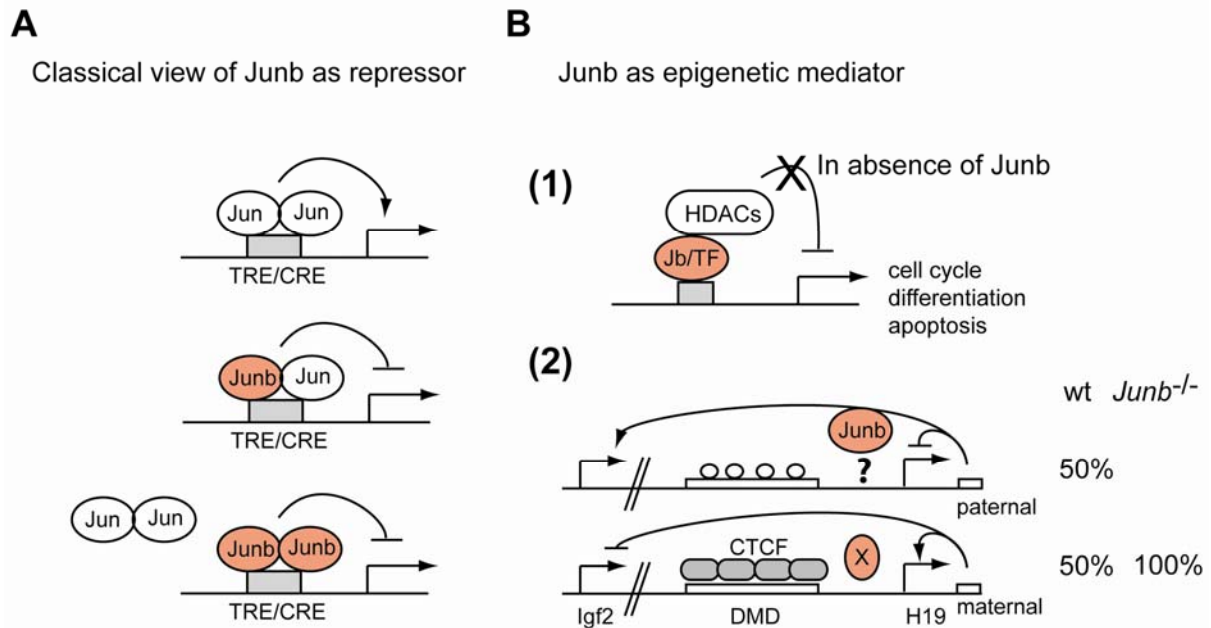 A
Classical view of Junb as repressor
Jun Jun
TRE/CRE
Junb Jun
TRE/CRE
Jun Jun
Junb Junb
TRE/CRE
B
Junb as epigenetic mediator
(1)
X In absence of Junb
HDACs
Jb/TF
cell cycle
differentiation
apoptosis
(2)
wt Junb-/-
Junb
?
50%
paternal
CTCF
X
50% 100%
Igf2 DMD H19 maternal